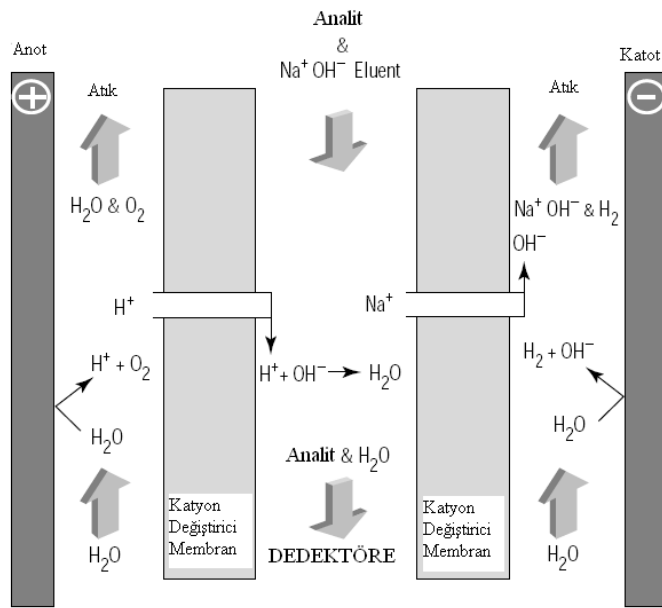 Analit
&
Na⁺ OH⁻ Eluent
Anot
Katot
+
−
Atık
Atık
H₂O & O₂
Na⁺ OH⁻ & H₂
OH⁻
H⁺
Na⁺
H⁺ + O₂
H⁺ + OH⁻ → H₂O
H₂ + OH⁻
H₂O
H₂O
Analit & H₂O
Katyon
Değiştirici
Membran
Katyon
Değiştirici
Membran
H₂O
DEDEKTÖRE
H₂O